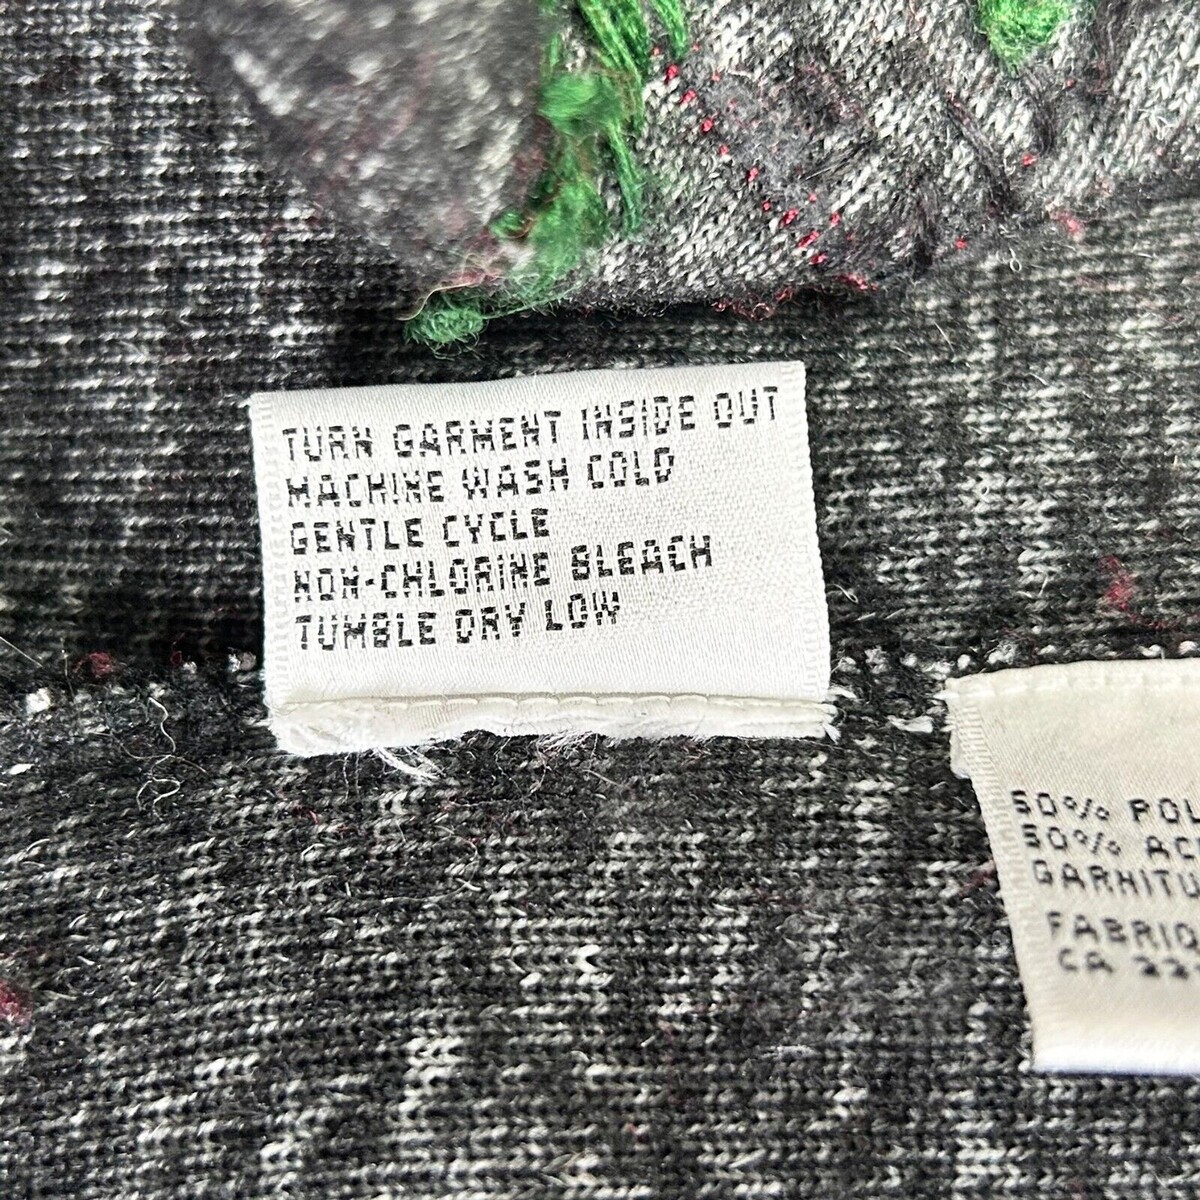 TURN GARMENT INSIDE OUT
MACHINE WASH COLD
GENTLE CYCLE
NON-CHLORINE BLEACH
TUMBLE DRY LOW
50% POL
50% AC
GARNITU
FABRIQ
CA 22